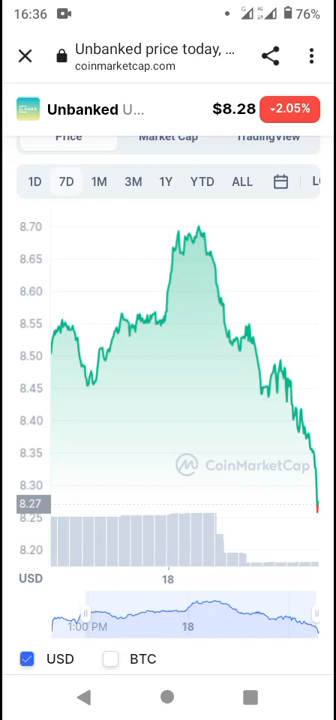 16:36 76%
Unbanked price today, ...
coinmarketcap.com
Unbanked U... $8.28 -2.05%
Price Market Cap TradingView
1D 7D 1M 3M 1Y YTD ALL
8.70
8.65
8.60
8.55
8.50
8.45
8.40
8.35
CoinMarketCap
8.30
8.27
8.25
8.20
USD 18
1:00 PM 18
USD BTC